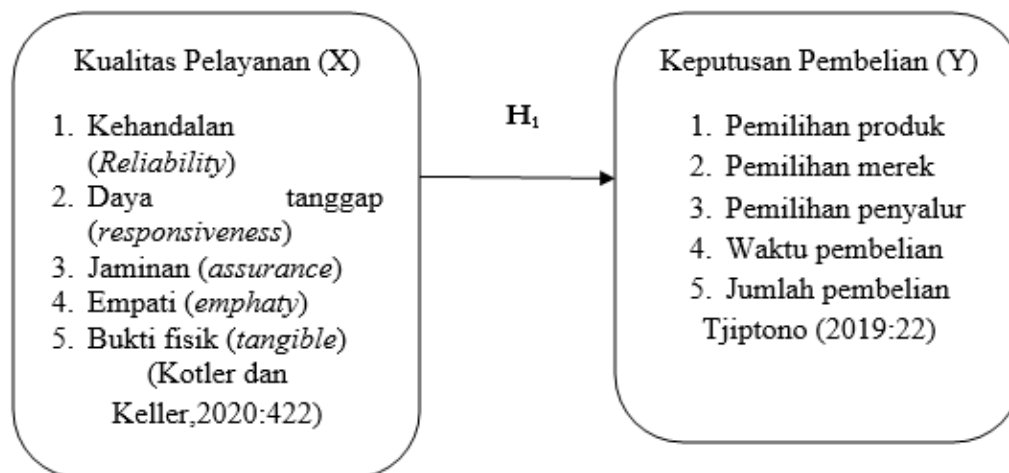 Kualitas Pelayanan (X)
1. Kehandalan
(Reliability)
2. Daya tanggap
(responsiveness)
3. Jaminan (assurance)
4. Empati (emphaty)
5. Bukti fisik (tangible)
(Kotler dan
Keller,2020:422)
H₁
Keputusan Pembelian (Y)
1. Pemilihan produk
2. Pemilihan merek
3. Pemilihan penyalur
4. Waktu pembelian
5. Jumlah pembelian
Tjiptono (2019:22)